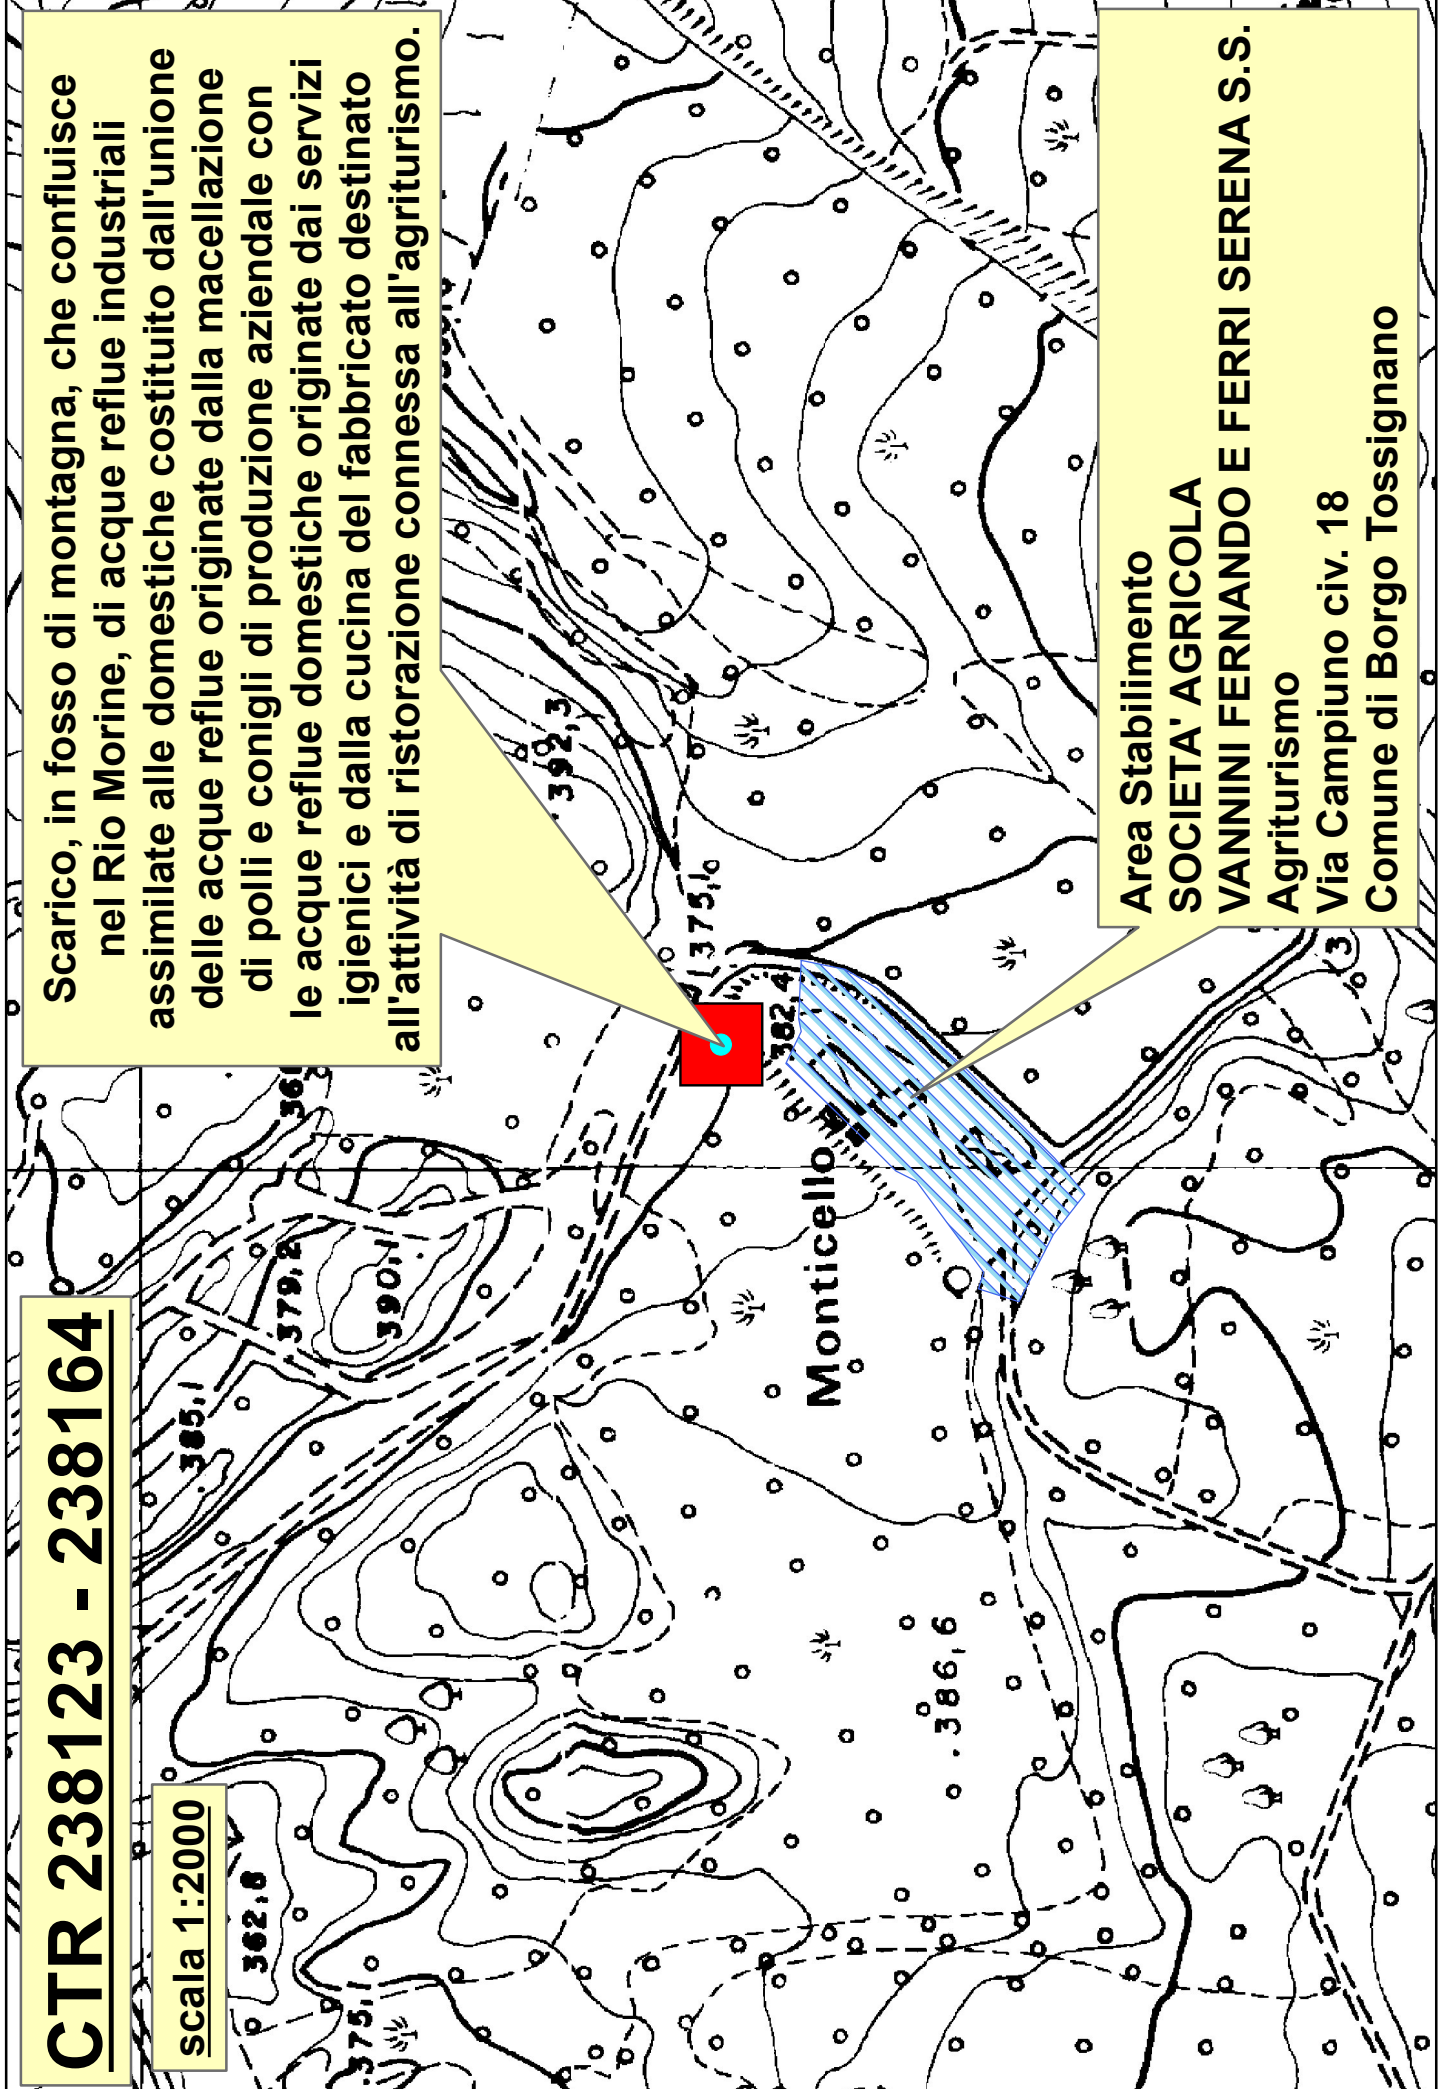 CTR 238123 - 238164
scala 1:2000
Scarico, in fosso di montagna, che confluisce
nel Rio Morine, di acque reflue industriali
assimilate alle domestiche costituito dall'unione
delle acque reflue originate dalla macellazione
di polli e conigli di produzione aziendale con
le acque reflue domestiche originate dai servizi
igienici e dalla cucina del fabbricato destinato
all'attività di ristorazione connessa all'agriturismo.
362,8
.375,1
.385,1
.379,2
390,1.
.392,3
375,1
382,4
Monticello
.386,6
Area Stabilimento
SOCIETA' AGRICOLA
VANNINI FERNANDO E FERRI SERENA S.S.
Agriturismo
Via Campiuno civ. 18
Comune di Borgo Tossignano